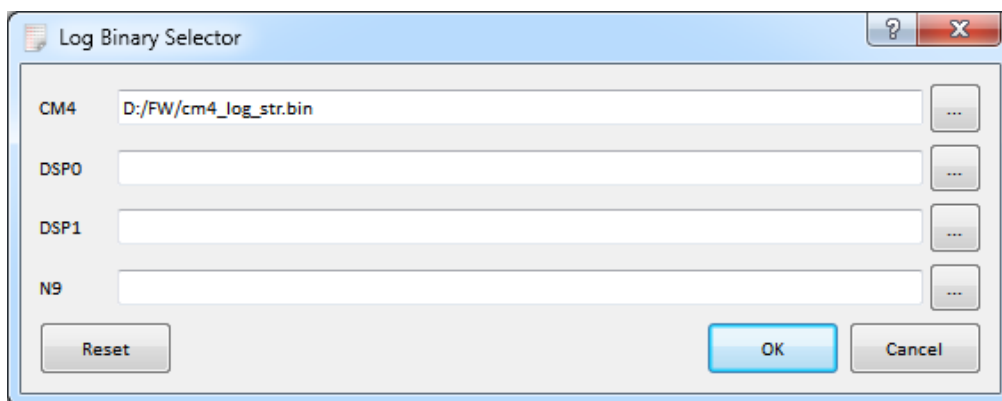 Log Binary Selector
CM4 D:/FW/cm4_log_str.bin ...
DSP0 ...
DSP1 ...
N9 ...
Reset OK Cancel